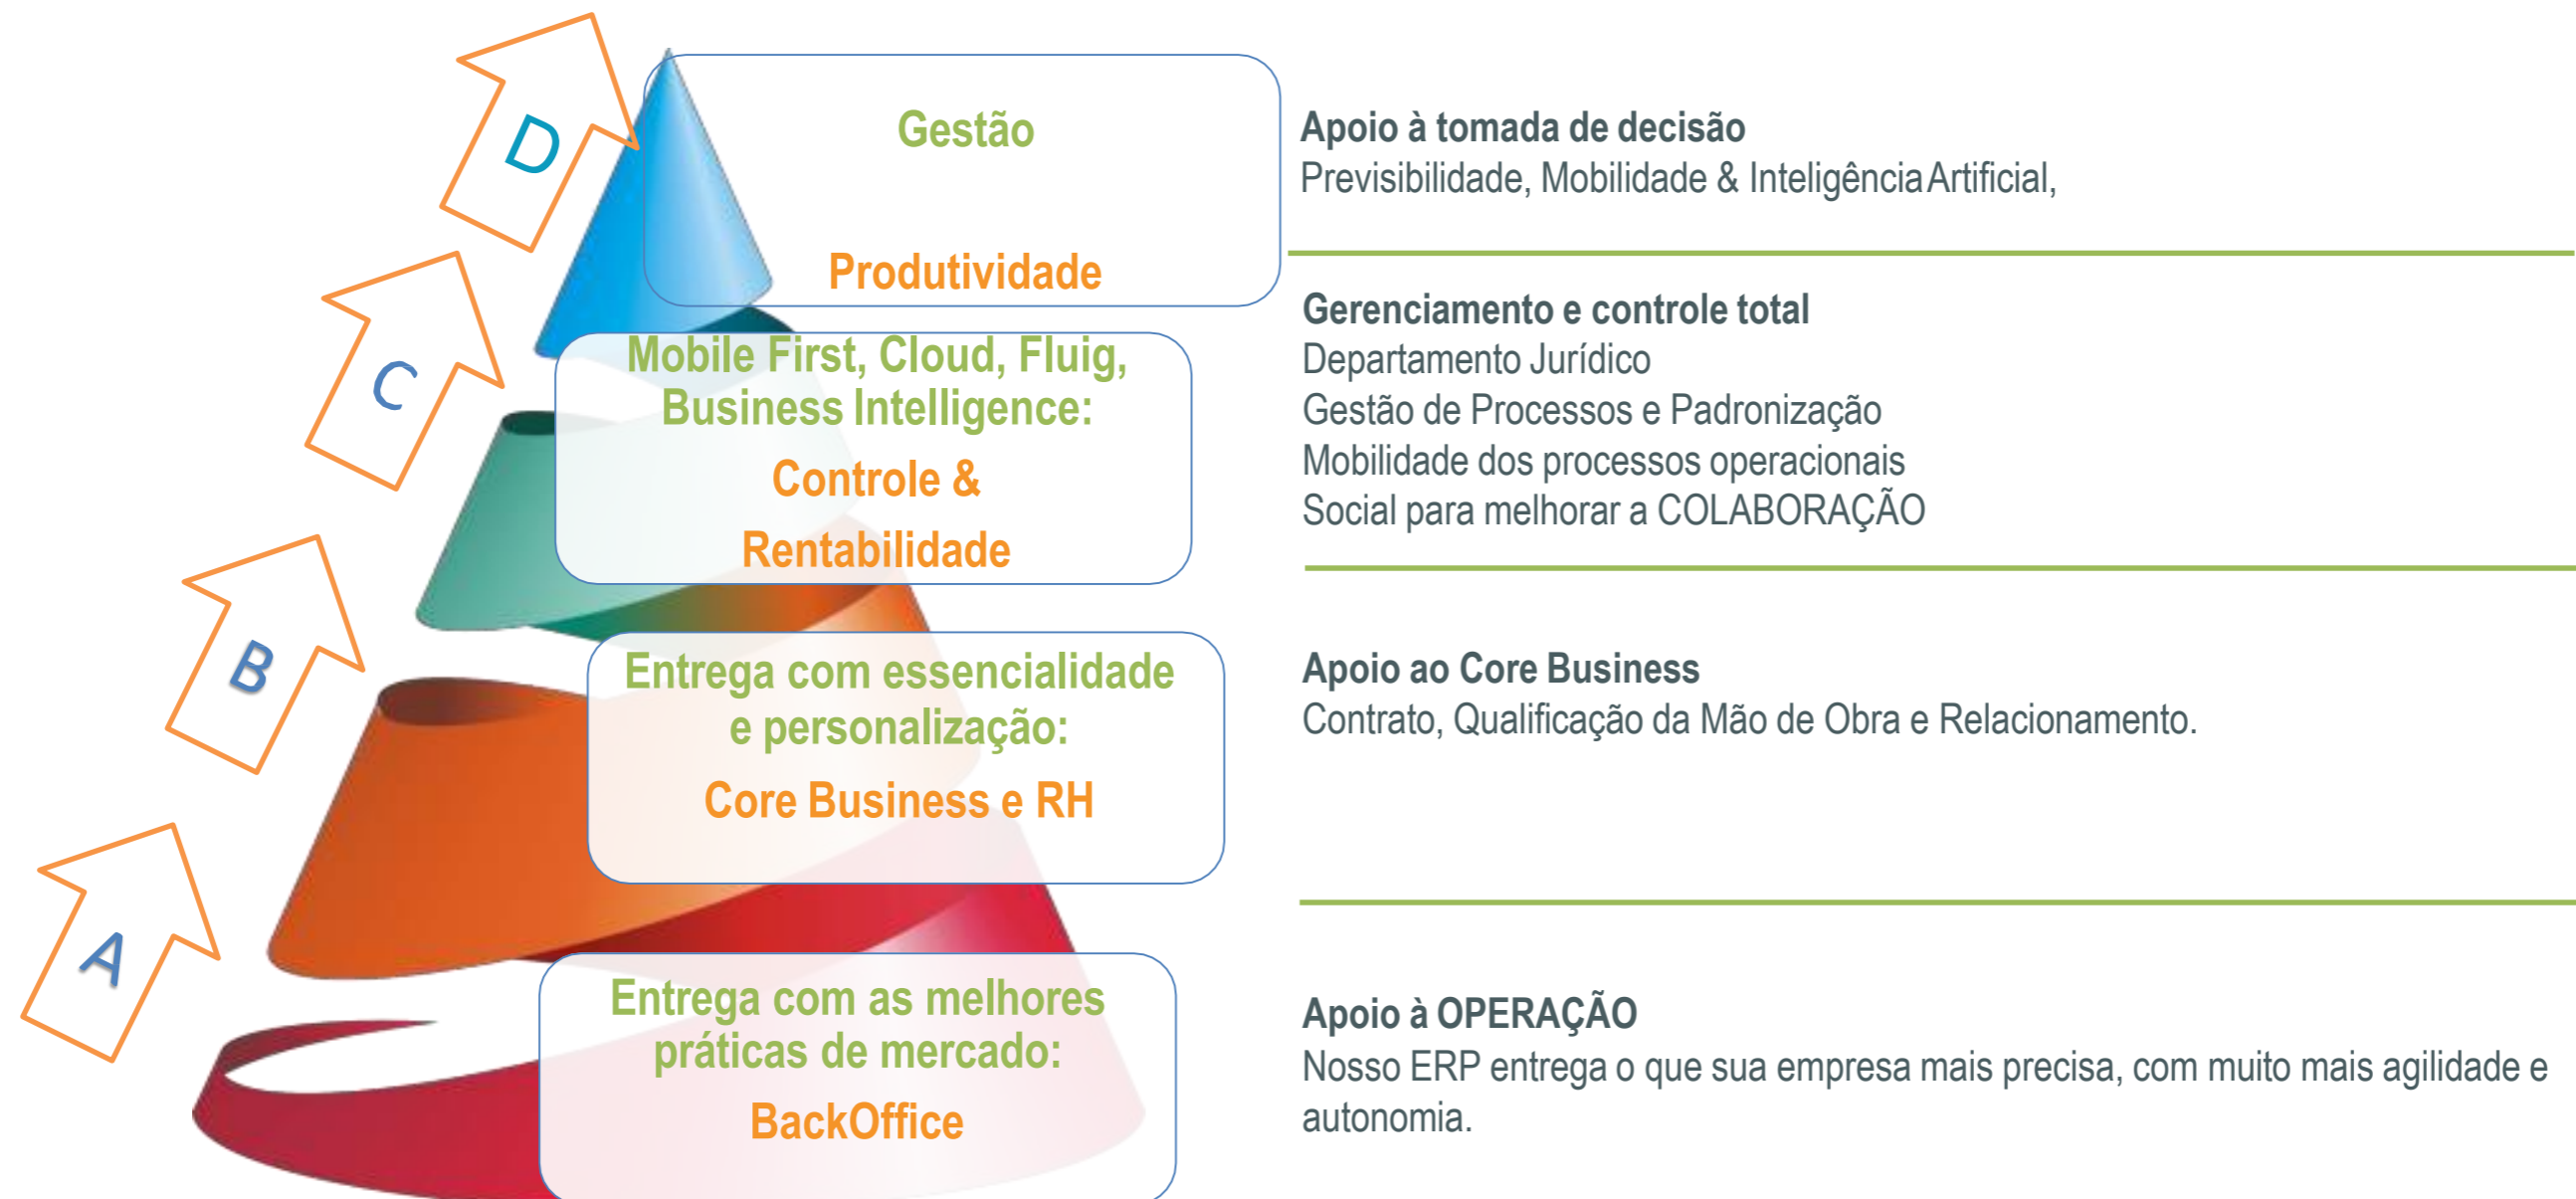 D
Gestão
Produtividade
Apoio à tomada de decisão
Previsibilidade, Mobilidade & Inteligência Artificial,
C
Mobile First, Cloud, Fluig,
Business Intelligence:
Controle &
Rentabilidade
Gerenciamento e controle total
Departamento Jurídico
Gestão de Processos e Padronização
Mobilidade dos processos operacionais
Social para melhorar a COLABORAÇÃO
B
Entrega com essencialidade
e personalização:
Core Business e RH
Apoio ao Core Business
Contrato, Qualificação da Mão de Obra e Relacionamento.
A
Entrega com as melhores
práticas de mercado:
BackOffice
Apoio à OPERAÇÃO
Nosso ERP entrega o que sua empresa mais precisa, com muito mais agilidade e
autonomia.